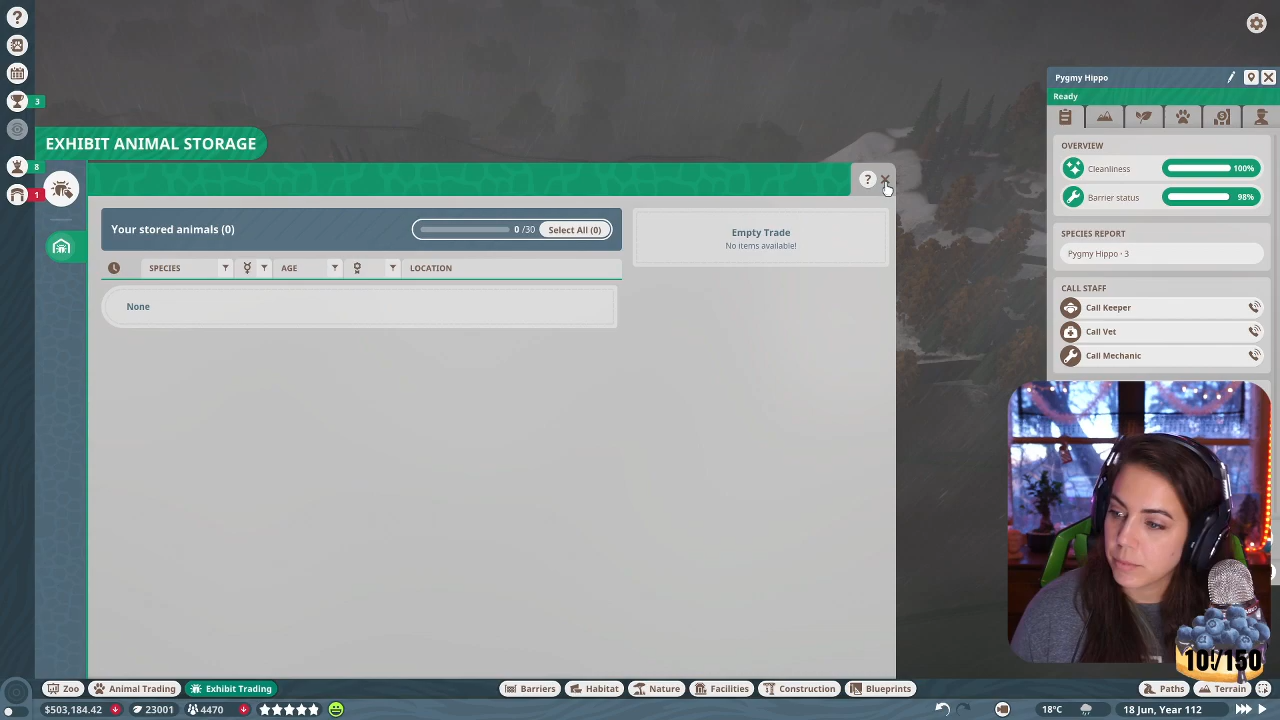 ?
3
8
1
EXHIBIT ANIMAL STORAGE
?
Your stored animals (0)
0 /30
Select All (0)
SPECIES
AGE
LOCATION
None
Empty Trade
No items available!
Pygmy Hippo
Ready
OVERVIEW
Cleanliness
100%
Barrier status
98%
SPECIES REPORT
Pygmy Hippo · 3
CALL STAFF
Call Keeper
Call Vet
Call Mechanic
10/150
Zoo
Animal Trading
Exhibit Trading
Barriers
Habitat
Nature
Facilities
Construction
Blueprints
Paths
Terrain
$503,184.42
23001
4470
18°C
18 Jun, Year 112